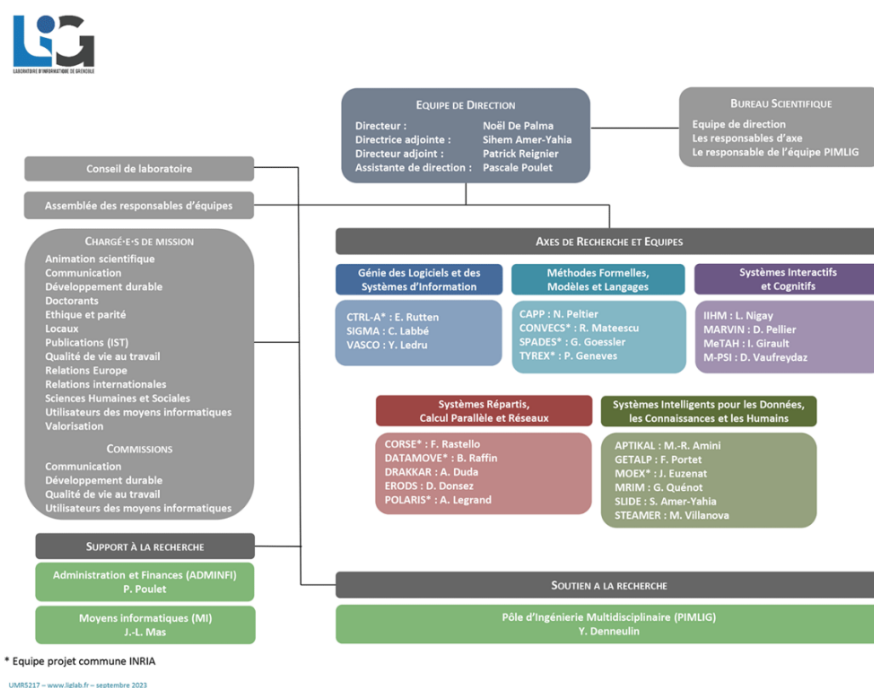 LIG
LABORATOIRE D'INFORMATIQUE DE GRENOBLE
EQUIPE DE DIRECTION
Directeur : Noël De Palma
Directrice adjointe : Sihem Amer-Yahia
Directeur adjoint : Patrick Reignier
Assistante de direction : Pascale Poulet
BUREAU SCIENTIFIQUE
Equipe de direction
Les responsables d'axe
Le responsable de l'équipe PIMLIG
Conseil de laboratoire
Assemblée des responsables d'équipes
CHARGÉ·E·S DE MISSION
Animation scientifique
Communication
Développement durable
Doctorants
Ethique et parité
Locaux
Publications (IST)
Qualité de vie au travail
Relations Europe
Relations internationales
Sciences Humaines et Sociales
Utilisateurs des moyens informatiques
Valorisation
COMMISSIONS
Communication
Développement durable
Qualité de vie au travail
Utilisateurs des moyens informatiques
AXES DE RECHERCHE ET EQUIPES
Génie des Logiciels et des
Systèmes d'Information
CTRL-A* : E. Rutten
SIGMA : C. Labbé
VASCO : Y. Ledru
Méthodes Formelles,
Modèles et Langages
CAPP : N. Peltier
CONVECS* : R. Mateescu
SPADES* : G. Goessler
TYREX* : P. Geneves
Systèmes Interactifs
et Cognitifs
IIHM : L. Nigay
MARVIN : D. Pellier
MeTAH : I. Girault
M-PSI : D. Vaufreydaz
Systèmes Répartis,
Calcul Parallèle et Réseaux
CORSE* : F. Rastello
DATAMOVE* : B. Raffin
DRAKKAR : A. Duda
ERODS : D. Donsez
POLARIS* : A. Legrand
Systèmes Intelligents pour les Données,
les Connaissances et les Humains
APTIKAL : M.-R. Amini
GETALP : F. Portet
MOEX* : J. Euzenat
MRIM : G. Quénot
SLIDE : S. Amer-Yahia
STEAMER : M. Villanova
SUPPORT À LA RECHERCHE
Administration et Finances (ADMINFI)
P. Poulet
Moyens informatiques (MI)
J.-L. Mas
SOUTIEN A LA RECHERCHE
Pôle d'Ingénierie Multidisciplinaire (PIMLIG)
Y. Denneulin
* Equipe projet commune INRIA
UMR5217 – www.liglab.fr – septembre 2023